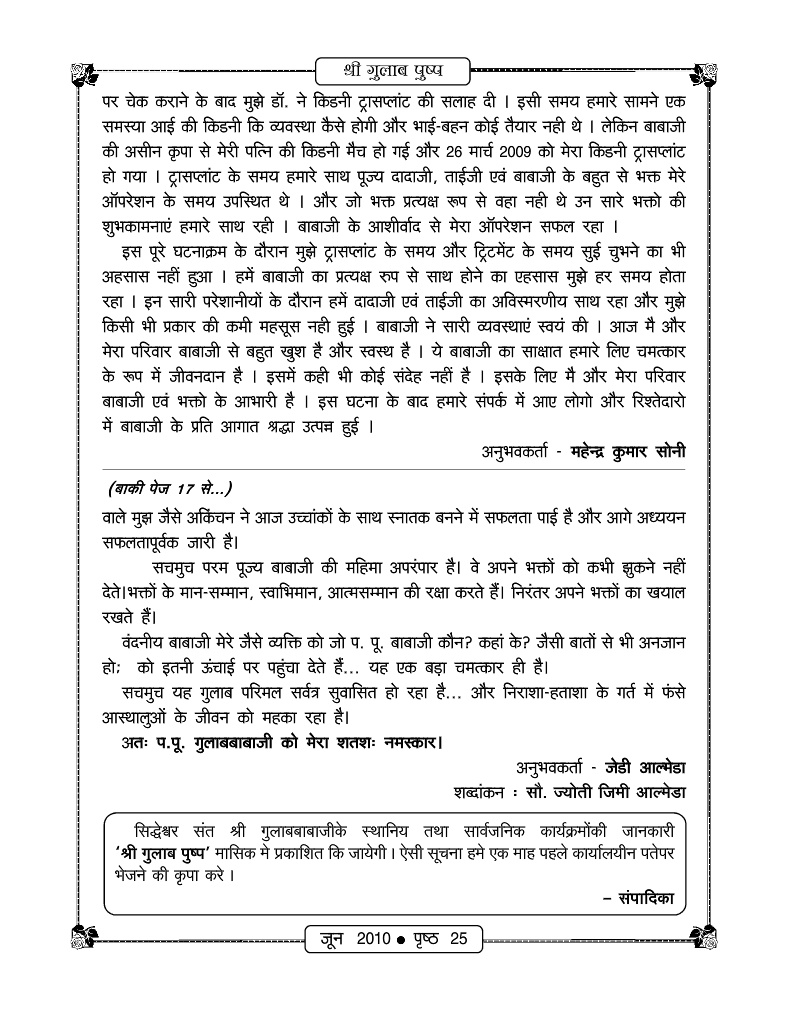 श्री गुलाब पुष्प
पर चेक कराने के बाद मुझे डॉ. ने किडनी ट्रासप्लांट की सलाह दी । इसी समय हमारे सामने एक
समस्या आई की किडनी कि व्यवस्था कैसे होगी और भाई-बहन कोई तैयार नही थे । लेकिन बाबाजी
की असीन कृपा से मेरी पत्नि की किडनी मैच हो गई और 26 मार्च 2009 को मेरा किडनी ट्रासप्लांट
हो गया । ट्रासप्लांट के समय हमारे साथ पूज्य दादाजी, ताईजी एवं बाबाजी के बहुत से भक्त मेरे
ऑपरेशन के समय उपस्थित थे । और जो भक्त प्रत्यक्ष रूप से वहा नही थे उन सारे भक्तो की
शुभकामनाएं हमारे साथ रही । बाबाजी के आशीर्वाद से मेरा ऑपरेशन सफल रहा ।
इस पूरे घटनाक्रम के दौरान मुझे ट्रासप्लांट के समय और ट्रिटमेंट के समय सुई चुभने का भी
अहसास नहीं हुआ । हमें बाबाजी का प्रत्यक्ष रुप से साथ होने का एहसास मुझे हर समय होता
रहा । इन सारी परेशानीयों के दौरान हमें दादाजी एवं ताईजी का अविस्मरणीय साथ रहा और मुझे
किसी भी प्रकार की कमी महसूस नही हुई । बाबाजी ने सारी व्यवस्थाएं स्वयं की । आज मै और
मेरा परिवार बाबाजी से बहुत खुश है और स्वस्थ है । ये बाबाजी का साक्षात हमारे लिए चमत्कार
के रूप में जीवनदान है । इसमें कही भी कोई संदेह नहीं है । इसके लिए मै और मेरा परिवार
बाबाजी एवं भक्तो के आभारी है । इस घटना के बाद हमारे संपर्क में आए लोगो और रिश्तेदारो
में बाबाजी के प्रति आगात श्रद्धा उत्पन्न हुई ।
अनुभवकर्ता - महेन्द्र कुमार सोनी
(बाकी पेज 17 से...)
वाले मुझ जैसे अकिंचन ने आज उच्चांकों के साथ स्नातक बनने में सफलता पाई है और आगे अध्ययन
सफलतापूर्वक जारी है।
सचमुच परम पूज्य बाबाजी की महिमा अपरंपार है। वे अपने भक्तों को कभी झुकने नहीं
देते।भक्तों के मान-सम्मान, स्वाभिमान, आत्मसम्मान की रक्षा करते हैं। निरंतर अपने भक्तों का खयाल
रखते हैं।
वंदनीय बाबाजी मेरे जैसे व्यक्ति को जो प. पू. बाबाजी कौन? कहां के? जैसी बातों से भी अनजान
हो; को इतनी ऊंचाई पर पहुंचा देते हैं... यह एक बड़ा चमत्कार ही है।
सचमुच यह गुलाब परिमल सर्वत्र सुवासित हो रहा है... और निराशा-हताशा के गर्त में फंसे
आस्थालुओं के जीवन को महका रहा है।
अतः प.पू. गुलाबबाबाजी को मेरा शतशः नमस्कार।
अनुभवकर्ता - जेडी आल्मेडा
शब्दांकन : सौ. ज्योती जिमी आल्मेडा
सिद्धेश्वर संत श्री गुलाबबाबाजीके स्थानिय तथा सार्वजनिक कार्यक्रमोंकी जानकारी
‘श्री गुलाब पुष्प’ मासिक मे प्रकाशित कि जायेगी । ऐसी सूचना हमे एक माह पहले कार्यालयीन पतेपर
भेजने की कृपा करे ।
– संपादिका
जून 2010 ● पृष्ठ 25